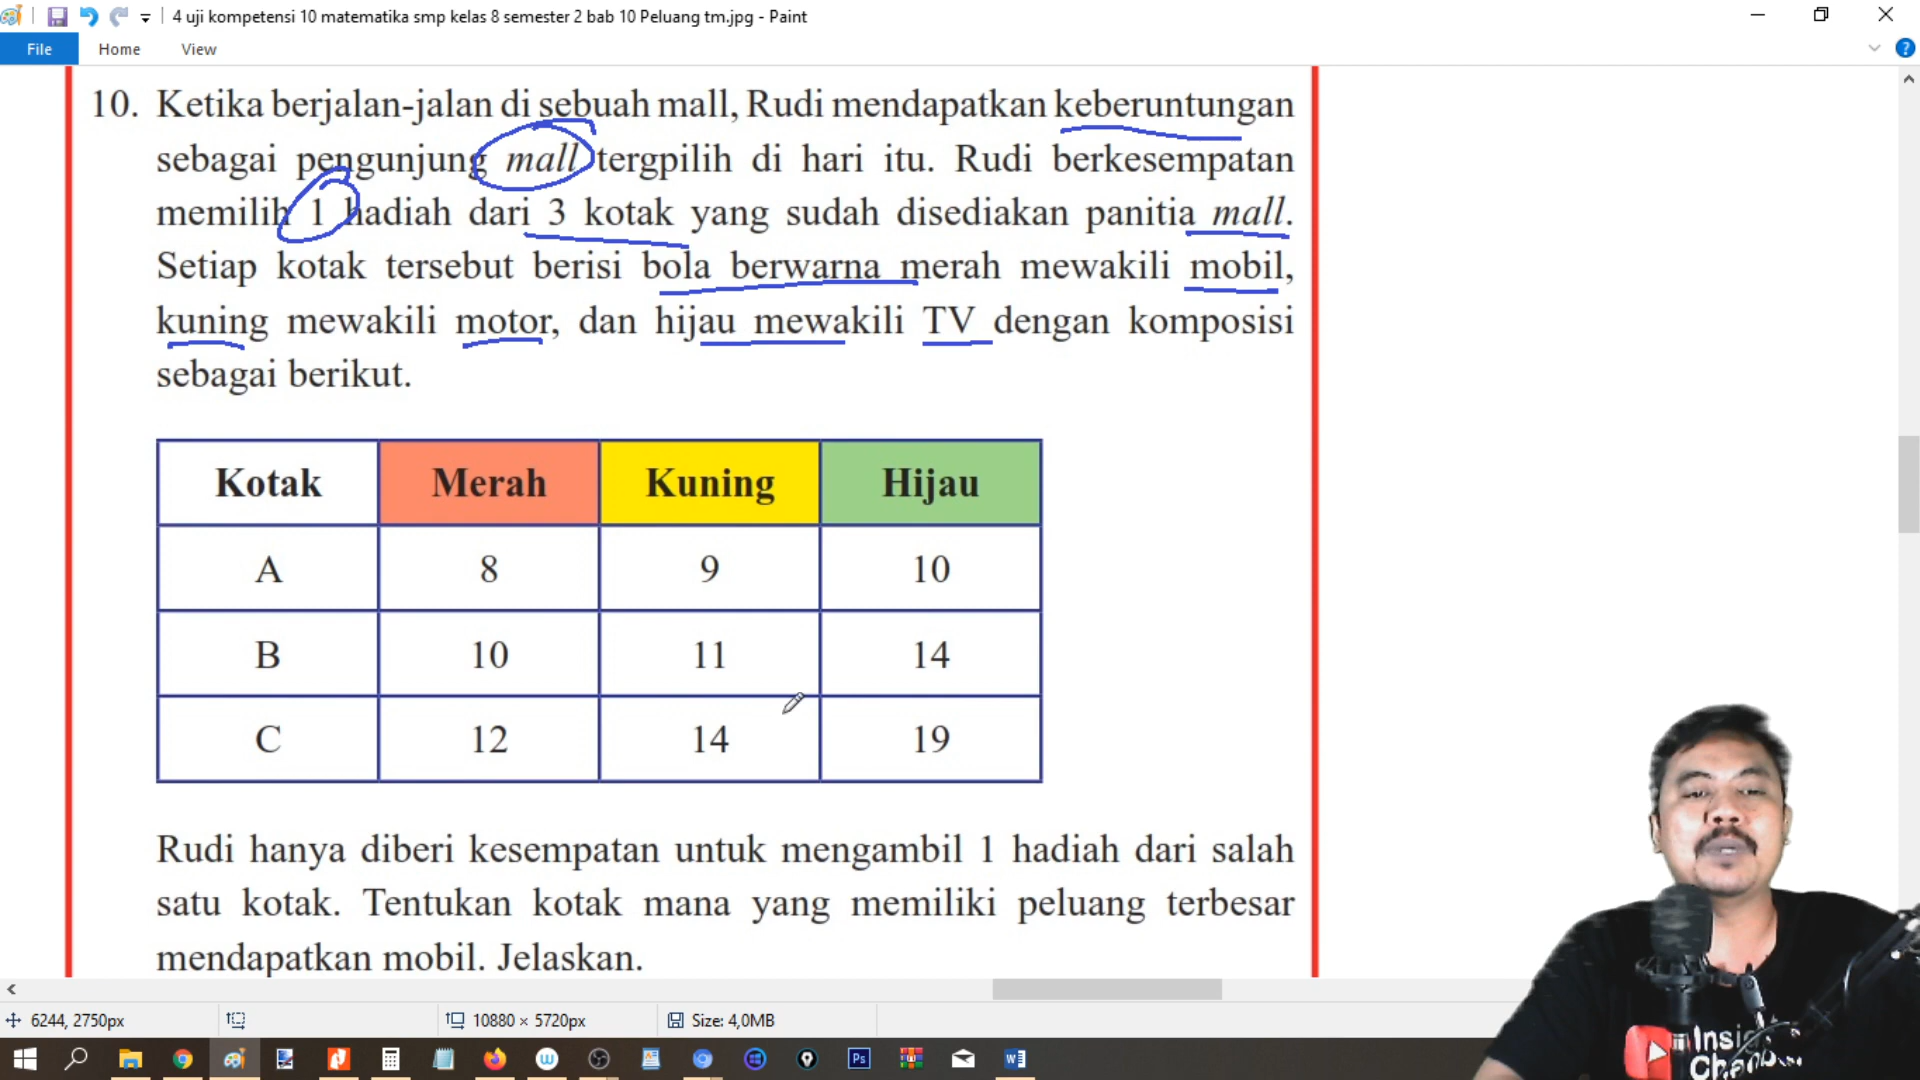 4 uji kompetensi 10 matematika smp kelas 8 semester 2 bab 10 Peluang tm.jpg - Paint
File Home View
10. Ketika berjalan-jalan di sebuah mall, Rudi mendapatkan keberuntungan
sebagai pengunjung mall tergpilih di hari itu. Rudi berkesempatan
memilih 1 hadiah dari 3 kotak yang sudah disediakan panitia mall.
Setiap kotak tersebut berisi bola berwarna merah mewakili mobil,
kuning mewakili motor, dan hijau mewakili TV dengan komposisi
sebagai berikut.
Kotak Merah Kuning Hijau
A 8 9 10
B 10 11 14
C 12 14 19
Rudi hanya diberi kesempatan untuk mengambil 1 hadiah dari salah
satu kotak. Tentukan kotak mana yang memiliki peluang terbesar
mendapatkan mobil. Jelaskan.
6244, 2750px 10880 × 5720px Size: 4,0MB